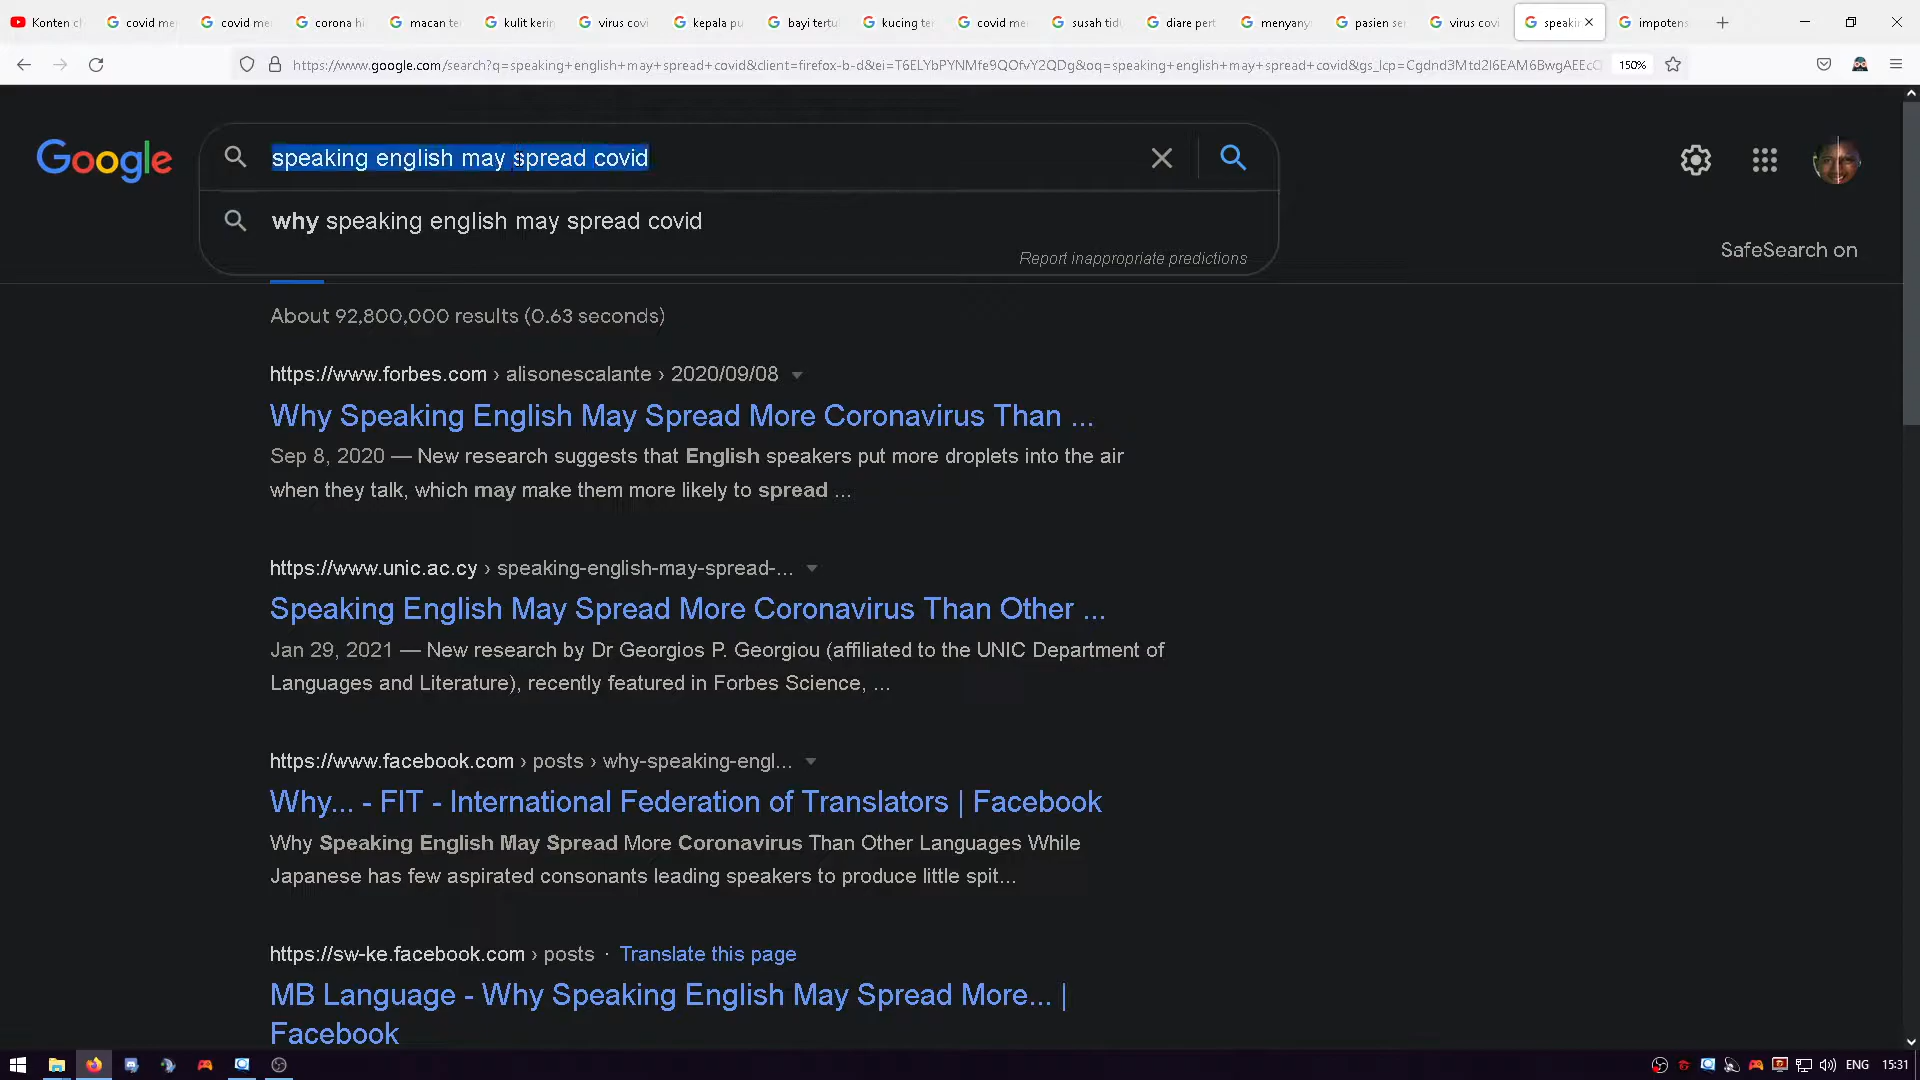 Konten c
covid me
covid me
corona hi
macan te
kulit kerin
virus covi
kepala pu
bayi tertu
kucing te
covid me
susah tid
diare pert
menyany
pasien se
virus covi
speakin
impotens
https://www.google.com/search?q=speaking+english+may+spread+covid&client=firefox-b-d&ei=T6ELYbPYNMfe9QOfvY2QDg&oq=speaking+english+may+spread+covid&gs_lcp=Cgdnd3Mtd2l6EAM6BwgAEEcC
150%
Google
speaking english may spread covid
why speaking english may spread covid
Report inappropriate predictions
SafeSearch on
About 92,800,000 results (0.63 seconds)
https://www.forbes.com › alisonescalante › 2020/09/08
Why Speaking English May Spread More Coronavirus Than ...
Sep 8, 2020 — New research suggests that English speakers put more droplets into the air
when they talk, which may make them more likely to spread ...
https://www.unic.ac.cy › speaking-english-may-spread-...
Speaking English May Spread More Coronavirus Than Other ...
Jan 29, 2021 — New research by Dr Georgios P. Georgiou (affiliated to the UNIC Department of
Languages and Literature), recently featured in Forbes Science, ...
https://www.facebook.com › posts › why-speaking-engl...
Why... - FIT - International Federation of Translators | Facebook
Why Speaking English May Spread More Coronavirus Than Other Languages While
Japanese has few aspirated consonants leading speakers to produce little spit...
https://sw-ke.facebook.com › posts · Translate this page
MB Language - Why Speaking English May Spread More... |
Facebook
ENG
15:31